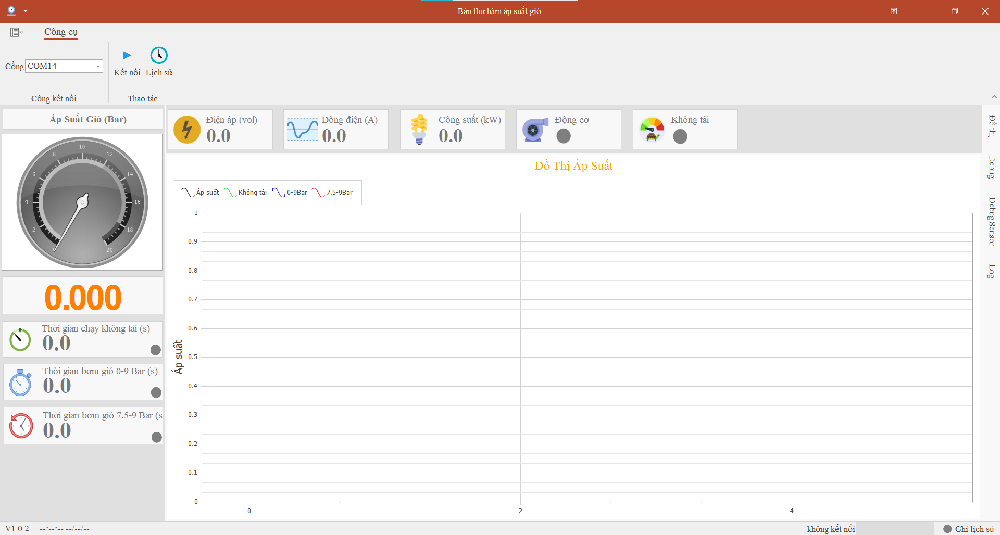 Bàn thử hãm áp suất gió
Công cụ
Cổng COM14
Kết nối Lịch sử
Cổng kết nối Thao tác
Áp Suất Gió (Bar)
0 2 4 6 8 10 12 14 16 18 20
0.000
Thời gian chạy không tải (s)
0.0
Thời gian bơm gió 0-9 Bar (s)
0.0
Thời gian bơm gió 7.5-9 Bar (s
0.0
Điện áp (vol)
0.0
Dòng điện (A)
0.0
Công suất (kW)
0.0
Động cơ
Không tải
Đồ Thị Áp Suất
Áp suất Không tải 0-9Bar 7.5-9Bar
Áp suất
1
0.9
0.8
0.7
0.6
0.5
0.4
0.3
0.2
0.1
0
0 2 4
Đồ thị
Debug
Debug Sensor
Log
V1.0.2 --:--:-- --/--/--
không kết nối Ghi lịch sử